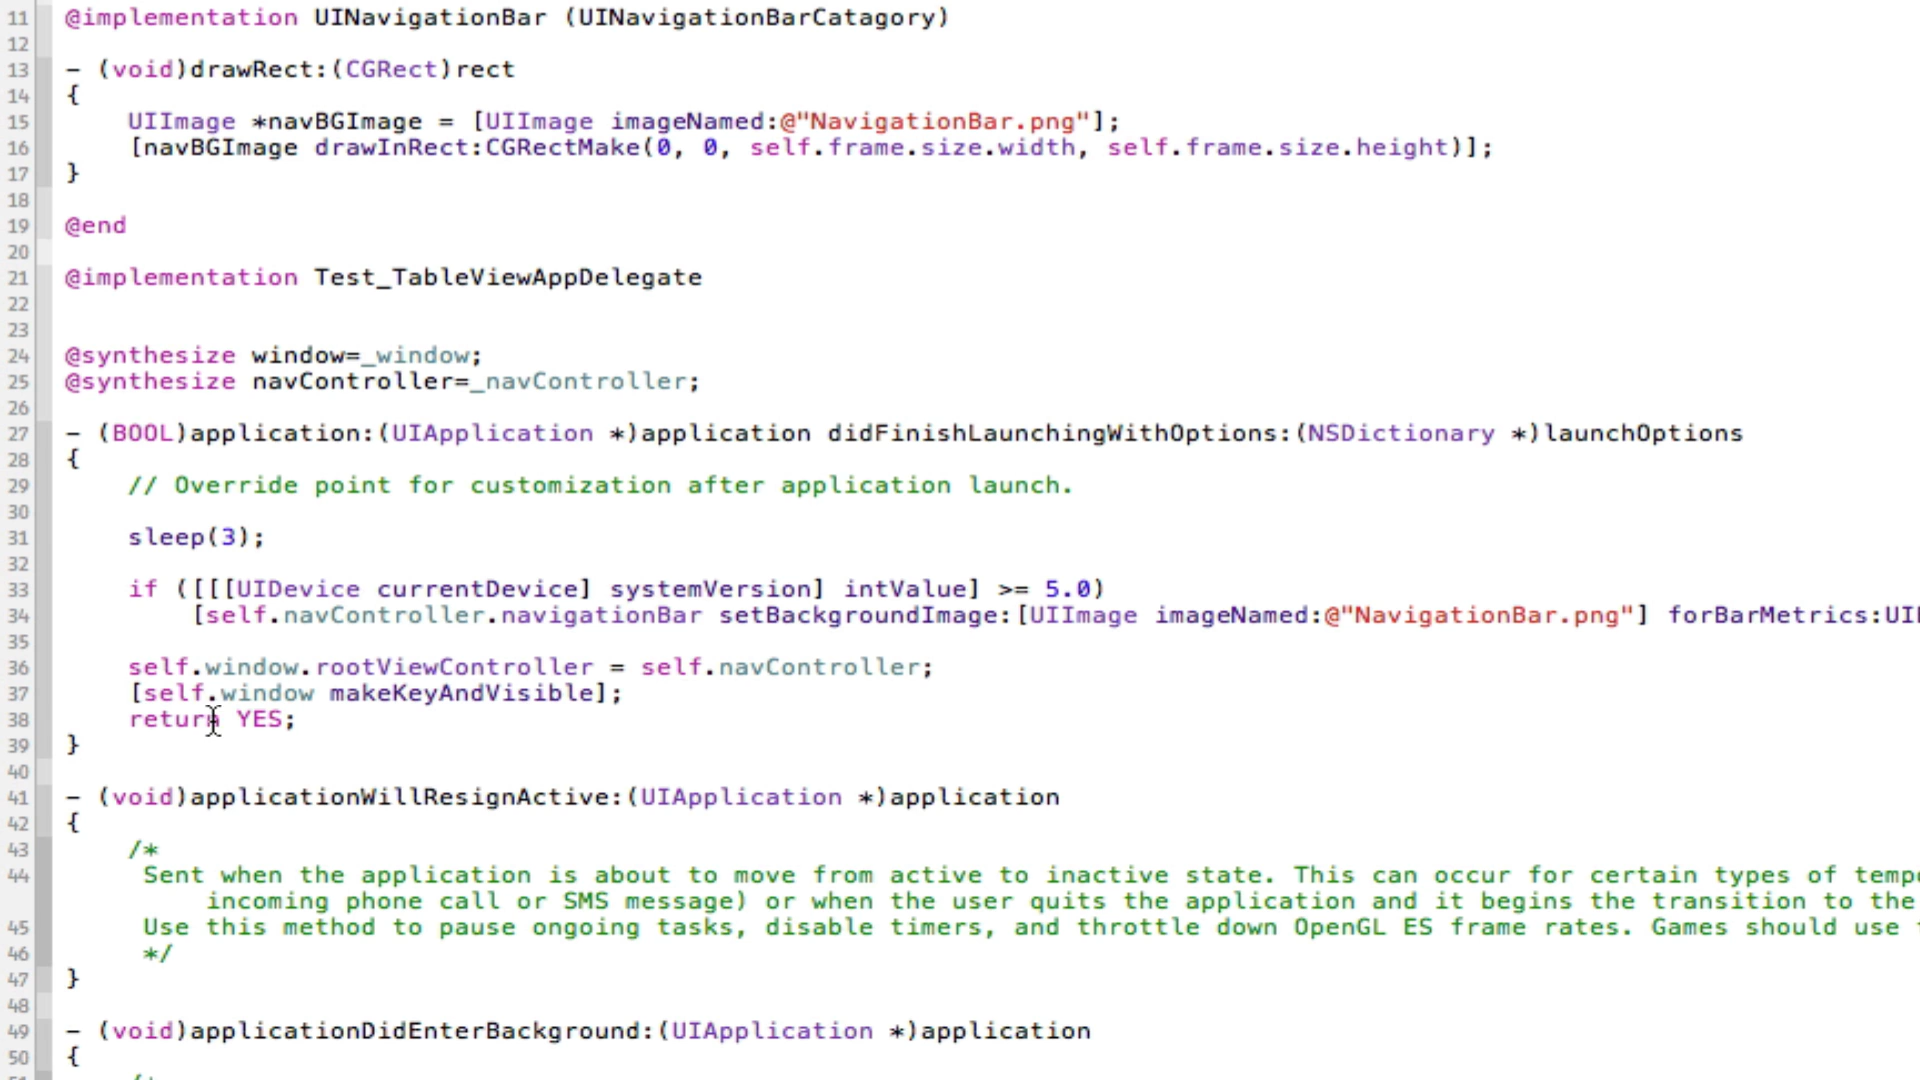 11 @implementation UINavigationBar (UINavigationBarCatagory)
12
13 - (void)drawRect:(CGRect)rect
14 {
15 UIImage *navBGImage = [UIImage imageNamed:@"NavigationBar.png"];
16 [navBGImage drawInRect:CGRectMake(0, 0, self.frame.size.width, self.frame.size.height)];
17 }
18
19 @end
20
21 @implementation Test_TableViewAppDelegate
22
23
24 @synthesize window=_window;
25 @synthesize navController=_navController;
26
27 - (BOOL)application:(UIApplication *)application didFinishLaunchingWithOptions:(NSDictionary *)launchOptions
28 {
29 // Override point for customization after application launch.
30
31 sleep(3);
32
33 if ([[[UIDevice currentDevice] systemVersion] intValue] >= 5.0)
34 [self.navController.navigationBar setBackgroundImage:[UIImage imageNamed:@"NavigationBar.png"] forBarMetrics:
35
36 self.window.rootViewController = self.navController;
37 [self.window makeKeyAndVisible];
38 return YES;
39 }
40
41 - (void)applicationWillResignActive:(UIApplication *)application
42 {
43 /*
44 Sent when the application is about to move from active to inactive state. This can occur for certain types of
incoming phone call or SMS message) or when the user quits the application and it begins the transition to the
45 Use this method to pause ongoing tasks, disable timers, and throttle down OpenGL ES frame rates. Games should use
46 */
47 }
48
49 - (void)applicationDidEnterBackground:(UIApplication *)application
50 {